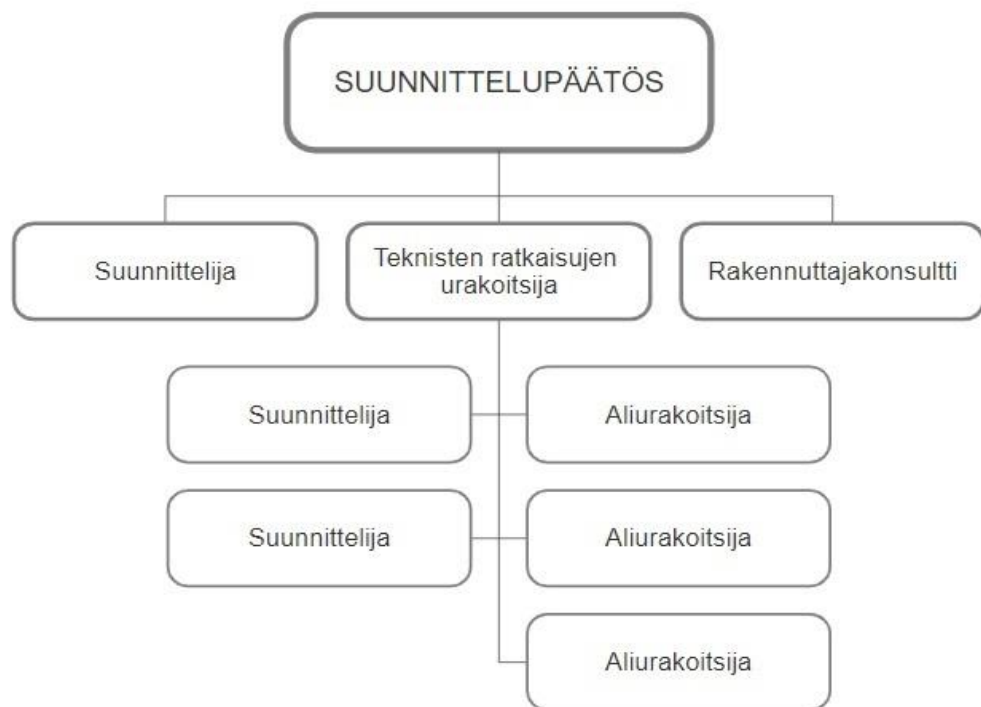 SUUNNITTELUPÄÄTÖS
Suunnittelija
Teknisten ratkaisujen
urakoitsija
Rakennuttajakonsultti
Suunnittelija
Aliurakoitsija
Suunnittelija
Aliurakoitsija
Aliurakoitsija